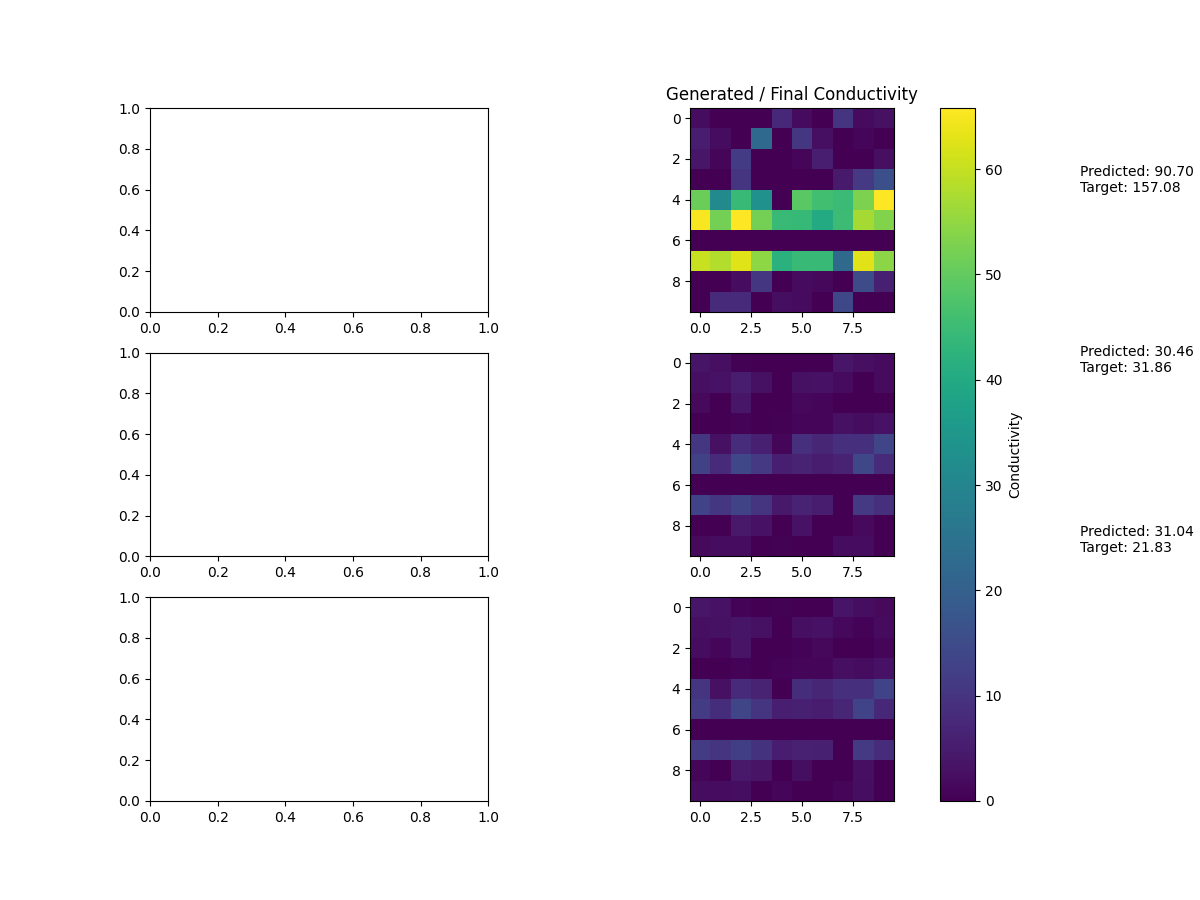 Generated / Final Conductivity
1.0
0.8
0.6
0.4
0.2
0.0
0.0 0.2 0.4 0.6 0.8 1.0
0
2
4
6
8
0.0 2.5 5.0 7.5
1.0
0.8
0.6
0.4
0.2
0.0
0.0 0.2 0.4 0.6 0.8 1.0
0
2
4
6
8
0.0 2.5 5.0 7.5
1.0
0.8
0.6
0.4
0.2
0.0
0.0 0.2 0.4 0.6 0.8 1.0
0
2
4
6
8
0.0 2.5 5.0 7.5
60
50
40
30
20
10
0
Conductivity
Predicted: 90.70
Target: 157.08
Predicted: 30.46
Target: 31.86
Predicted: 31.04
Target: 21.83